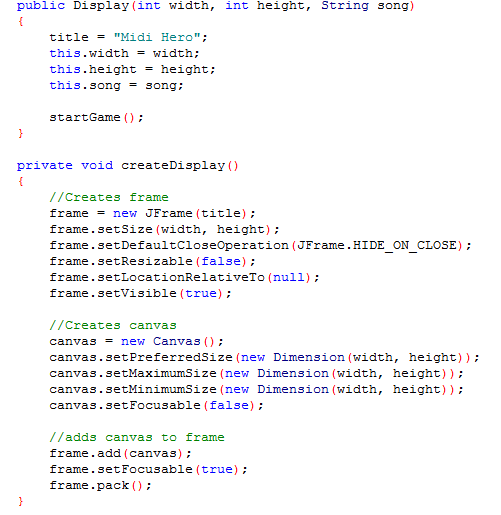 public Display(int width, int height, String song)
{
    title = "Midi Hero";
    this.width = width;
    this.height = height;
    this.song = song;

    startGame();
}

private void createDisplay()
{
    //Creates frame
    frame = new JFrame(title);
    frame.setSize(width, height);
    frame.setDefaultCloseOperation(JFrame.HIDE_ON_CLOSE);
    frame.setResizable(false);
    frame.setLocationRelativeTo(null);
    frame.setVisible(true);

    //Creates canvas
    canvas = new Canvas();
    canvas.setPreferredSize(new Dimension(width, height));
    canvas.setMaximumSize(new Dimension(width, height));
    canvas.setMinimumSize(new Dimension(width, height));
    canvas.setFocusable(false);

    //adds canvas to frame
    frame.add(canvas);
    frame.setFocusable(true);
    frame.pack();
}